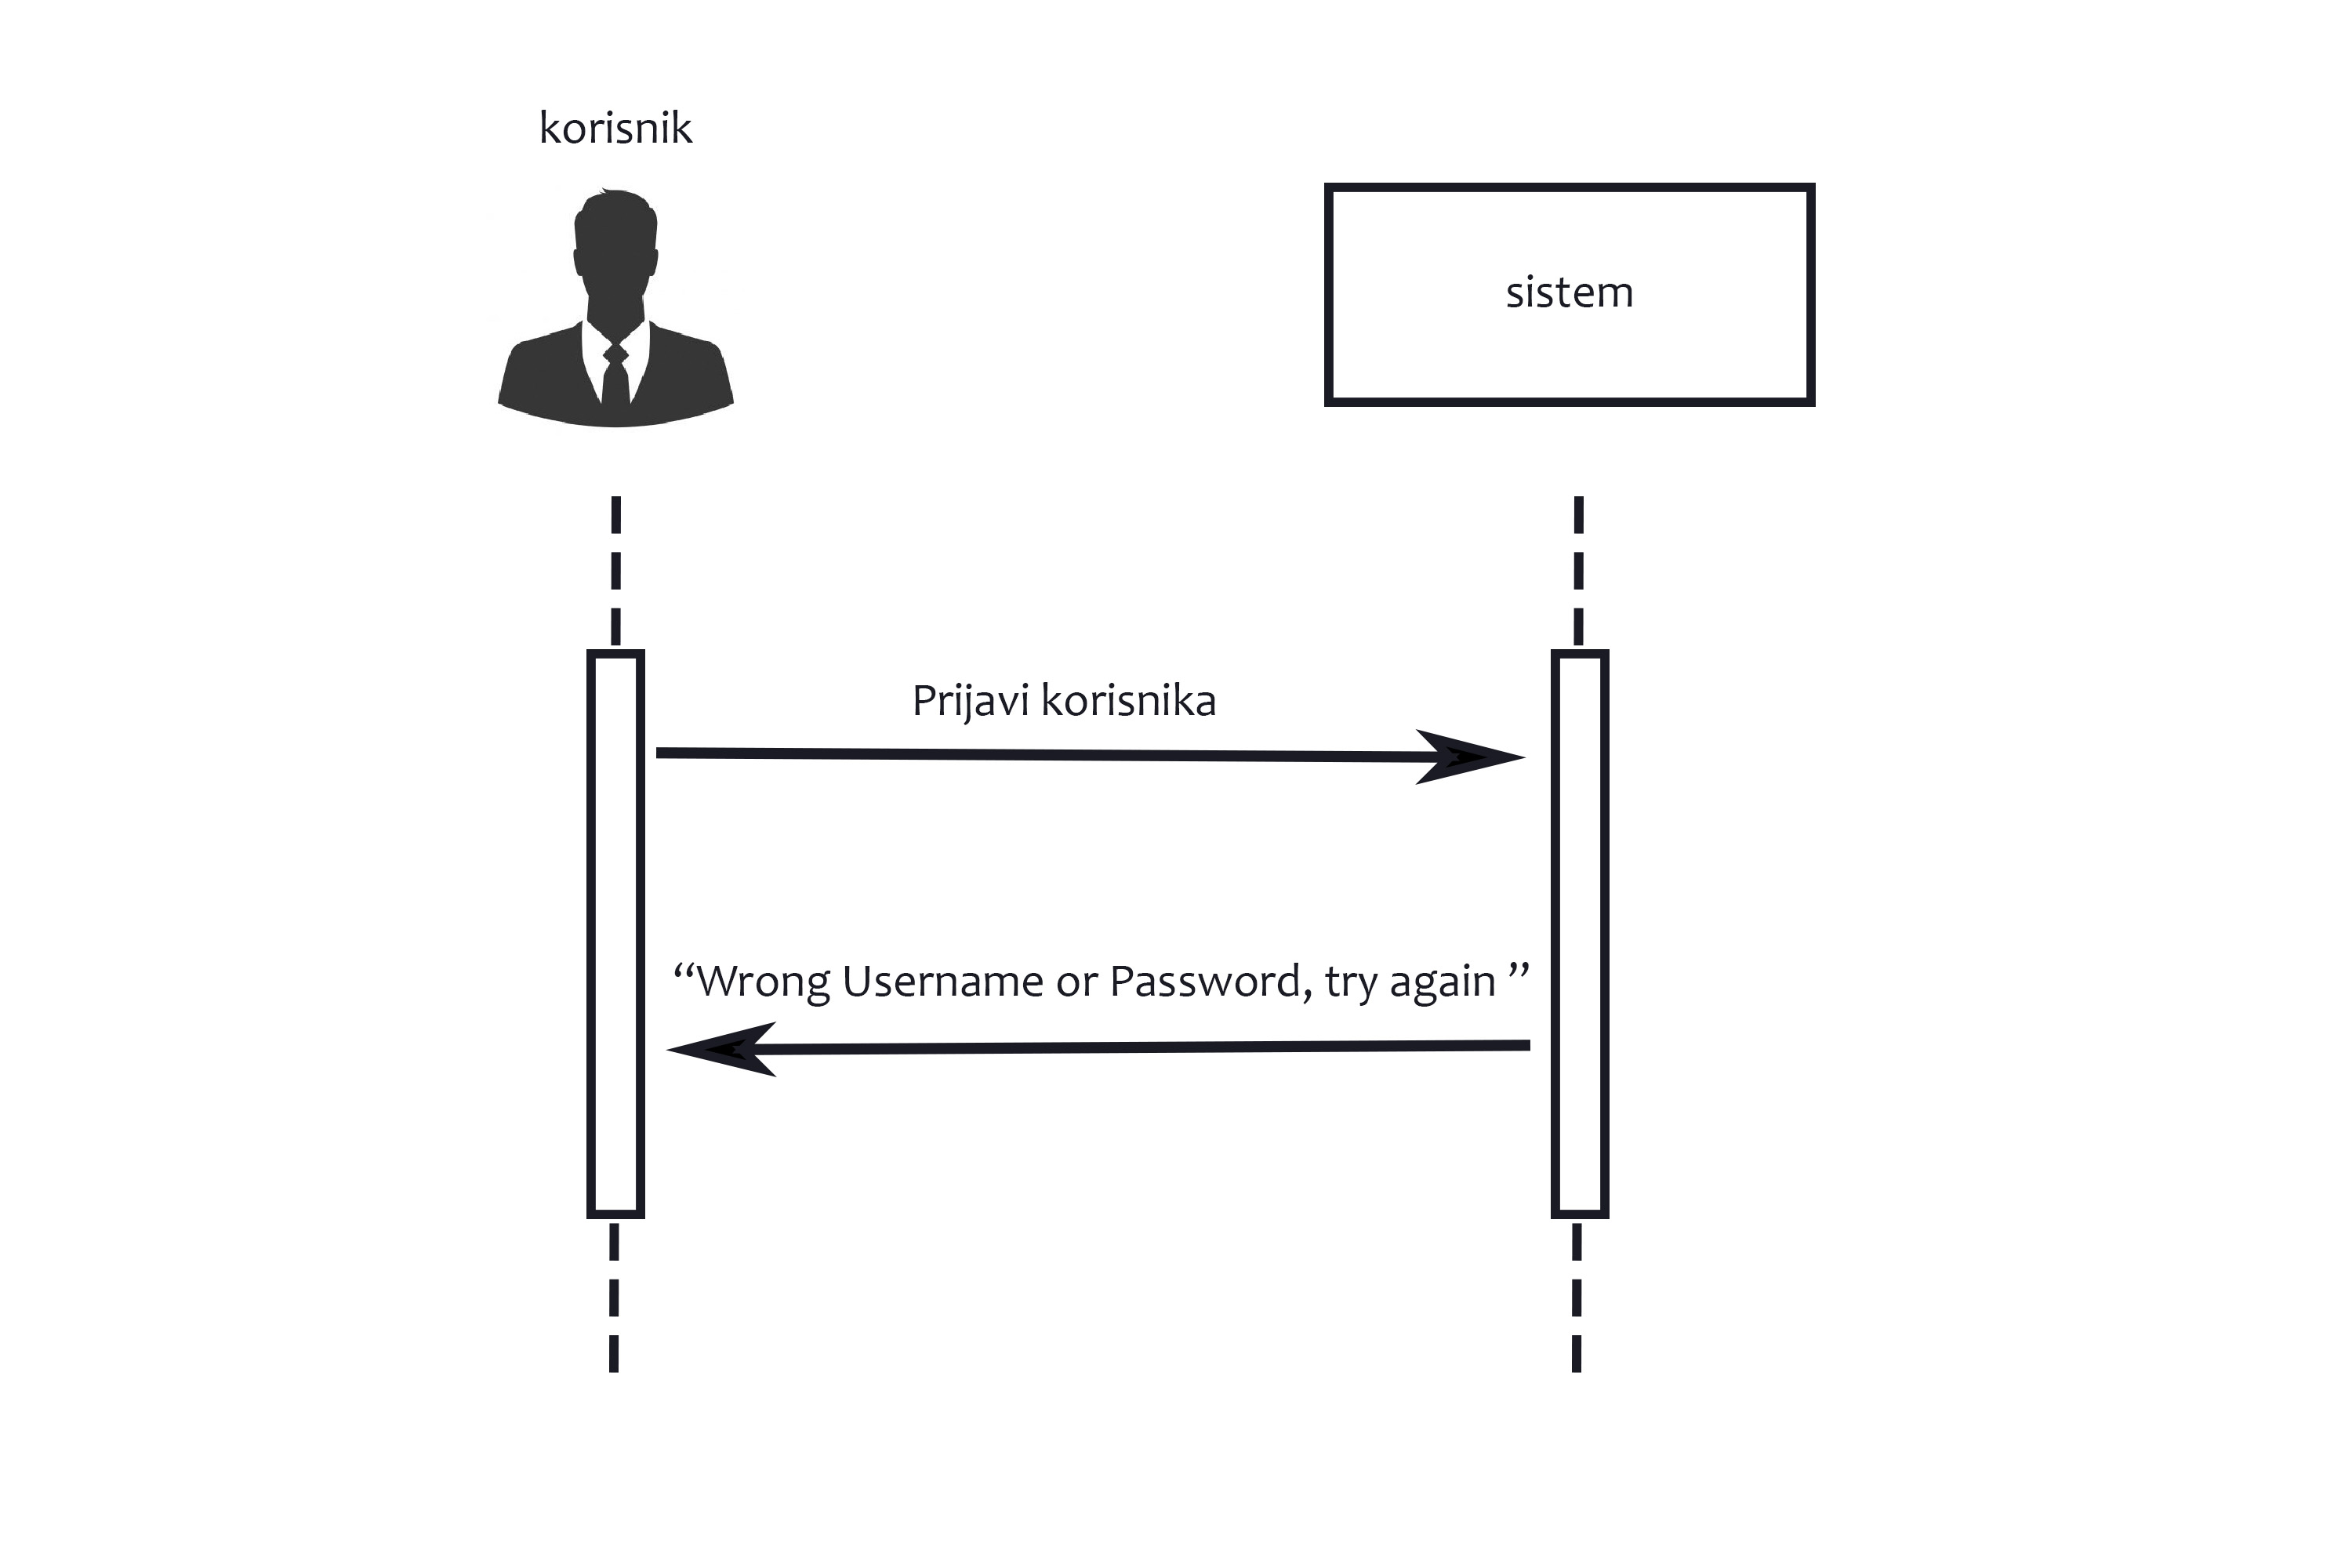 korisnik
sistem
Prijavi korisnika
“Wrong Username or Password, try again ”